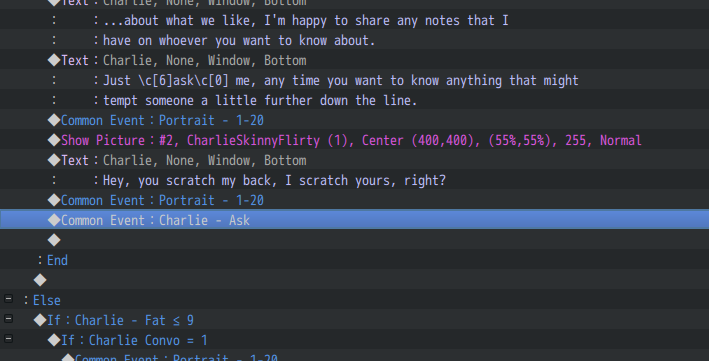 ◆Text：Charlie, None, Window, Bottom
：　　：...about what we like, I'm happy to share any notes that I
：　　：have on whoever you want to know about.
◆Text：Charlie, None, Window, Bottom
：　　：Just \c[6]ask\c[0] me, any time you want to know anything that might
：　　：tempt someone a little further down the line.
◆Common Event：Portrait - 1-20
◆Show Picture：#2, CharlieSkinnyFlirty (1), Center (400,400), (55%,55%), 255, Normal
◆Text：Charlie, None, Window, Bottom
：　　：Hey, you scratch my back, I scratch yours, right?
◆Common Event：Portrait - 1-20
◆Common Event：Charlie - Ask
◆
：End
◆
：Else
◆If：Charlie - Fat ≤ 9
◆If：Charlie Convo = 1
◆Common Event：Portrait - 1-20